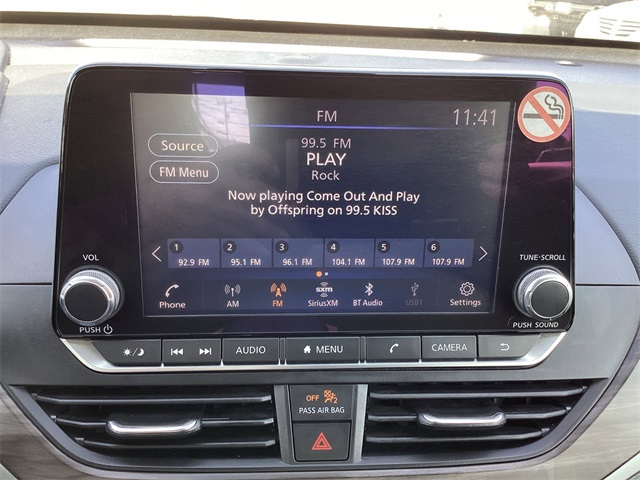 FM 11:41
Source
FM Menu
99.5 FM
PLAY
Rock
Now playing Come Out And Play
by Offspring on 99.5 KISS
1 2 3 4 5 6
92.9 FM 95.1 FM 96.1 FM 104.1 FM 107.9 FM 107.9 FM
sxm
Phone AM FM SiriusXM BT Audio USB1 Settings
VOL
TUNE·SCROLL
PUSH
PUSH SOUND
AUDIO MENU CAMERA
OFF 2
PASS AIR BAG